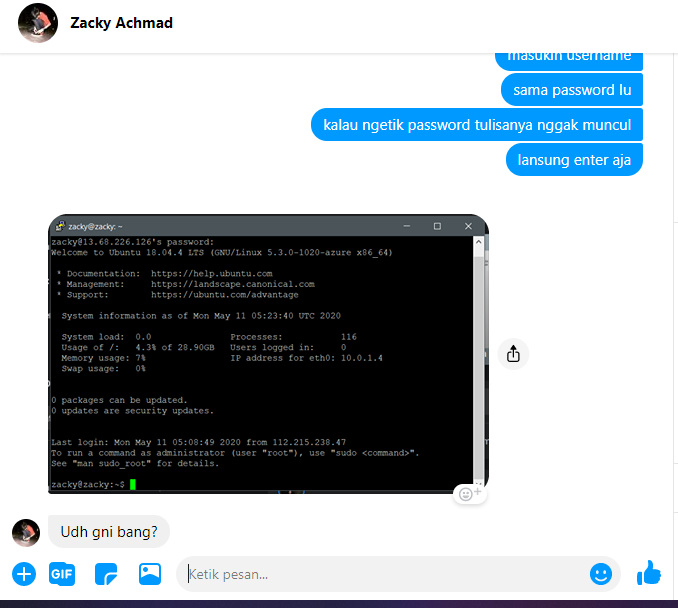 Zacky Achmad
masukin username
sama password lu
kalau ngetik password tulisanya nggak muncul
lansung enter aja
zacky@zacky: ~
zacky@13.68.226.126's password:
Welcome to Ubuntu 18.04.4 LTS (GNU/Linux 5.3.0-1020-azure x86_64)
* Documentation: https://help.ubuntu.com
* Management: https://landscape.canonical.com
* Support: https://ubuntu.com/advantage
System information as of Mon May 11 05:23:40 UTC 2020
System load: 0.0 Processes: 116
Usage of /: 4.3% of 28.90GB Users logged in: 0
Memory usage: 7% IP address for eth0: 10.0.1.4
Swap usage: 0%
0 packages can be updated.
0 updates are security updates.
Last login: Mon May 11 05:08:49 2020 from 112.215.238.47
To run a command as administrator (user "root"), use "sudo <command>".
See "man sudo_root" for details.
zacky@zacky:~$
Udh gni bang?
GIF
Ketik pesan...